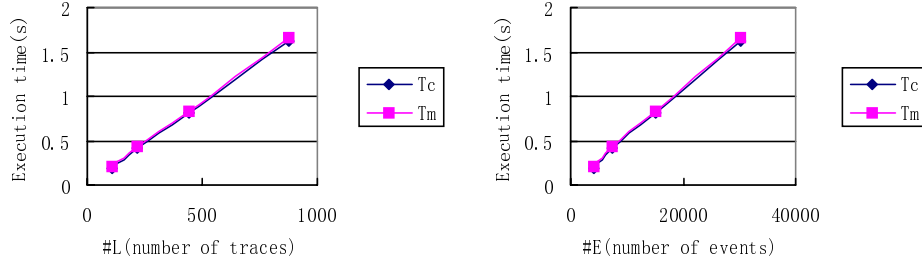 2
1.5
1
0.5
0
Execution time(s)
0
500
1000
#L(number of traces)
Tc
Tm
2
1.5
1
0.5
0
Execution time(s)
0
20000
40000
#E(number of events)
Tc
Tm